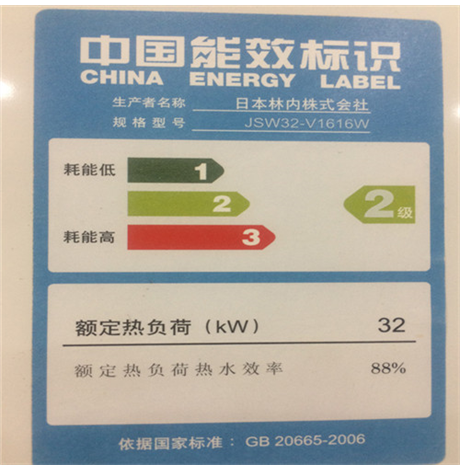 中国能效标识
CHINA ENERGY LABEL
生产者名称 日本林内株式会社
规格型号 JSW32-V1616W
耗能低 1
2 2级
耗能高 3
额定热负荷（kW） 32
额定热负荷热水效率 88%
依据国家标准：GB 20665-2006